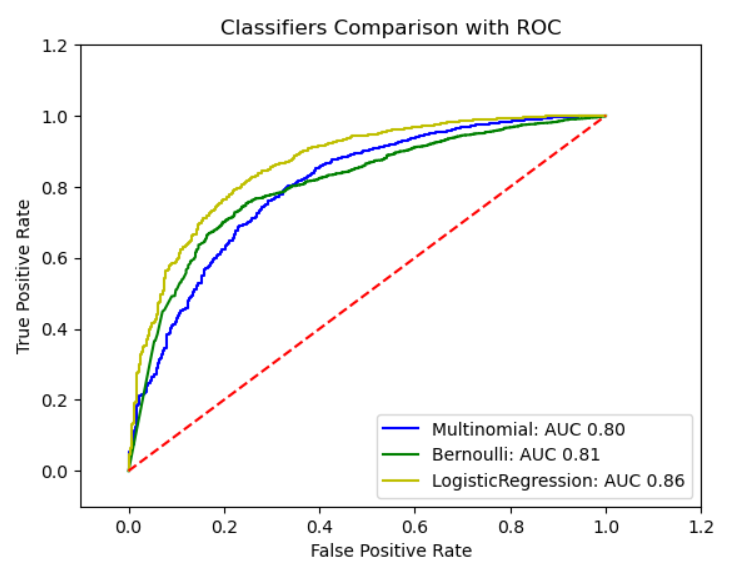 Classifiers Comparison with ROC
1.2
1.0
0.8
0.6
0.4
0.2
0.0
True Positive Rate
Multinomial: AUC 0.80
Bernoulli: AUC 0.81
LogisticRegression: AUC 0.86
0.0 0.2 0.4 0.6 0.8 1.0 1.2
False Positive Rate